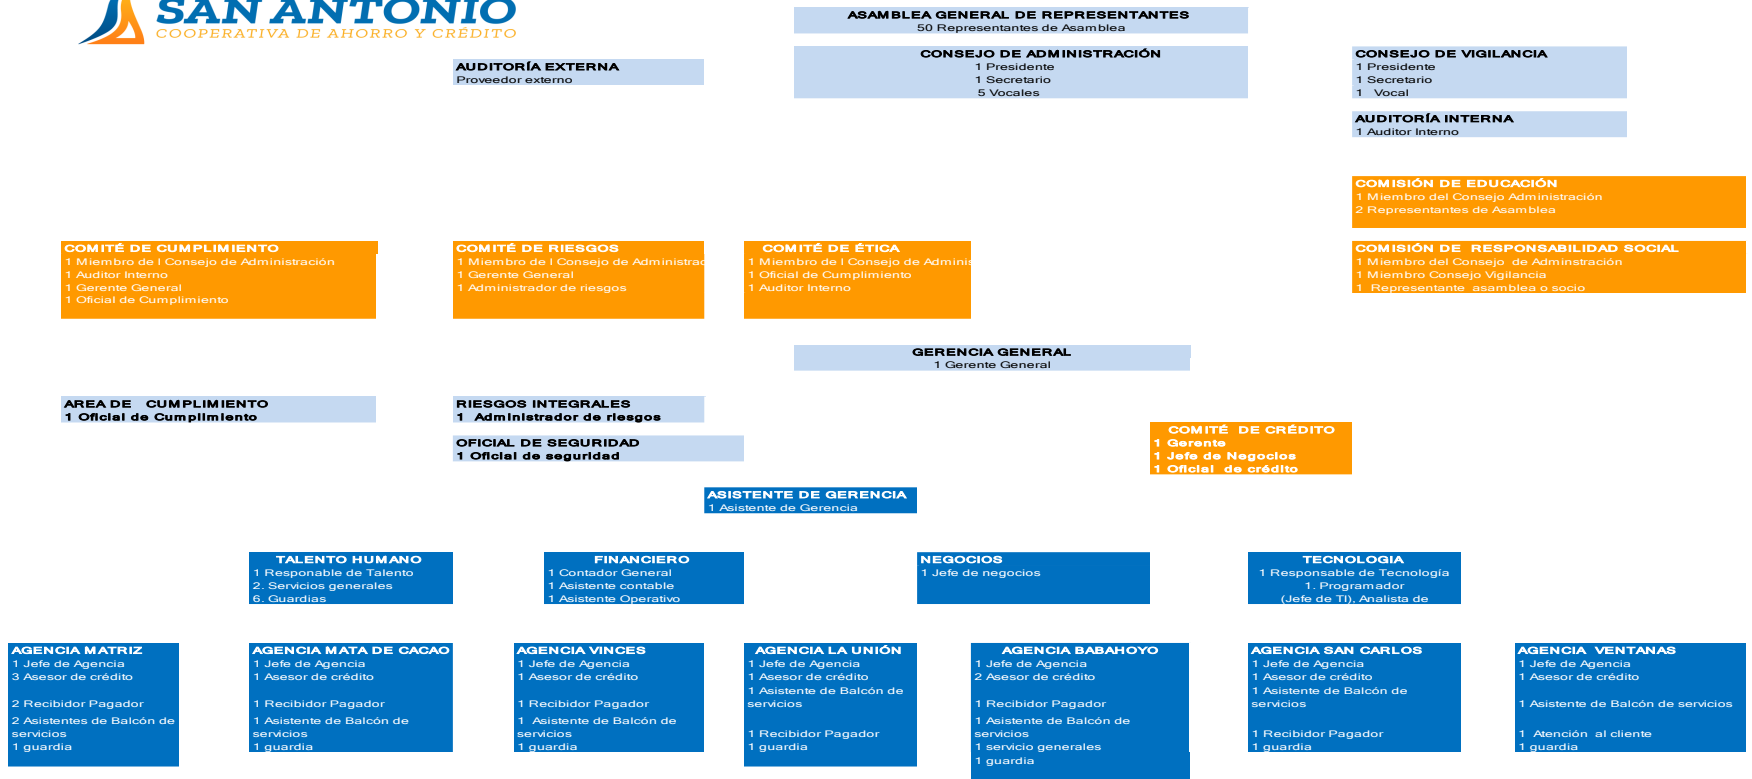 SAN ANTONIO
COOPERATIVA DE AHORRO Y CRÉDITO
ASAMBLEA GENERAL DE REPRESENTANTES
50 Representantes de Asamblea
AUDITORÍA EXTERNA
Proveedor externo
CONSEJO DE ADMINISTRACIÓN
1 Presidente
1 Secretario
5 Vocales
CONSEJO DE VIGILANCIA
1 Presidente
1 Secretario
1 Vocal
AUDITORÍA INTERNA
1 Auditor Interno
COMISIÓN DE EDUCACIÓN
1 Miembro del Consejo Administración
2 Representantes de Asamblea
COMITÉ DE CUMPLIMIENTO
1 Miembro de l Consejo de Administración
1 Auditor Interno
1 Gerente General
1 Oficial de Cumplimiento
COMITÉ DE RIESGOS
1 Miembro de l Consejo de Administrac
1 Gerente General
1 Administrador de riesgos
COMITÉ DE ÉTICA
1 Miembro de l Consejo de Adminis
1 Oficial de Cumplimiento
1 Auditor Interno
COMISIÓN DE RESPONSABILIDAD SOCIAL
1 Miembro del Consejo de Adminstración
1 Miembro Consejo Vigilancia
1 Representante asamblea o socio
GERENCIA GENERAL
1 Gerente General
AREA DE CUMPLIMIENTO
1 Oficial de Cumplimiento
RIESGOS INTEGRALES
1 Administrador de riesgos
OFICIAL DE SEGURIDAD
1 Oficial de seguridad
COMITÉ DE CRÉDITO
1 Gerente
1 Jefe de Negocios
1 Oficial de crédito
ASISTENTE DE GERENCIA
1 Asistente de Gerencia
TALENTO HUMANO
1 Responable de Talento
2. Servicios generales
6. Guardias
FINANCIERO
1 Contador General
1 Asistente contable
1 Asistente Operativo
NEGOCIOS
1 Jefe de negocios
TECNOLOGIA
1 Responsable de Tecnología
1. Programador
(Jefe de TI), Analista de
AGENCIA MATRIZ
1 Jefe de Agencia
3 Asesor de crédito
2 Recibidor Pagador
2 Asistentes de Balcón de
servicios
1 guardia
AGENCIA MATA DE CACAO
1 Jefe de Agencia
1 Asesor de crédito
1 Recibidor Pagador
1 Asistente de Balcón de
servicios
1 guardia
AGENCIA VINCES
1 Jefe de Agencia
1 Asesor de crédito
1 Recibidor Pagador
1 Asistente de Balcón de
servicios
1 guardia
AGENCIA LA UNIÓN
1 Jefe de Agencia
1 Asesor de crédito
1 Asistente de Balcón de
servicios
1 Recibidor Pagador
1 guardia
AGENCIA BABAHOYO
1 Jefe de Agencia
2 Asesor de crédito
1 Recibidor Pagador
1 Asistente de Balcón de
servicios
1 servicio generales
1 guardia
AGENCIA SAN CARLOS
1 Jefe de Agencia
1 Asesor de crédito
1 Asistente de Balcón de
servicios
1 Recibidor Pagador
1 guardia
AGENCIA VENTANAS
1 Jefe de Agencia
1 Asesor de crédito
1 Asistente de Balcón de servicios
1 Atención al cliente
1 guardia